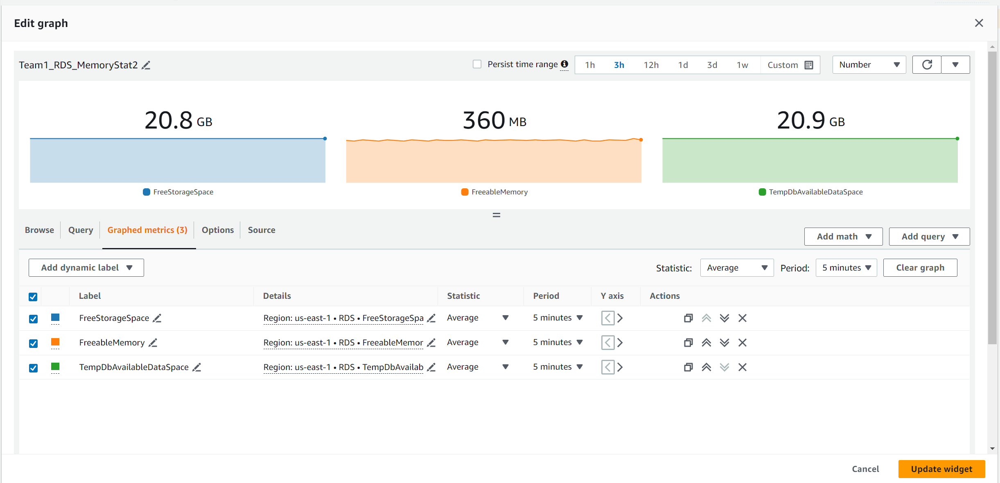 Edit graph
Team1_RDS_MemoryStat2
Persist time range
1h 3h 12h 1d 3d 1w Custom
Number
20.8 GB
360 MB
20.9 GB
FreeStorageSpace
FreeableMemory
TempDbAvailableDataSpace
Browse Query Graphed metrics (3) Options Source
Add math Add query
Add dynamic label
Statistic: Average Period: 5 minutes Clear graph
Label Details Statistic Period Y axis Actions
FreeStorageSpace Region: us-east-1 • RDS • FreeStorageSpa Average 5 minutes
FreeableMemory Region: us-east-1 • RDS • FreeableMemor Average 5 minutes
TempDbAvailableDataSpace Region: us-east-1 • RDS • TempDbAvailab Average 5 minutes
Cancel Update widget